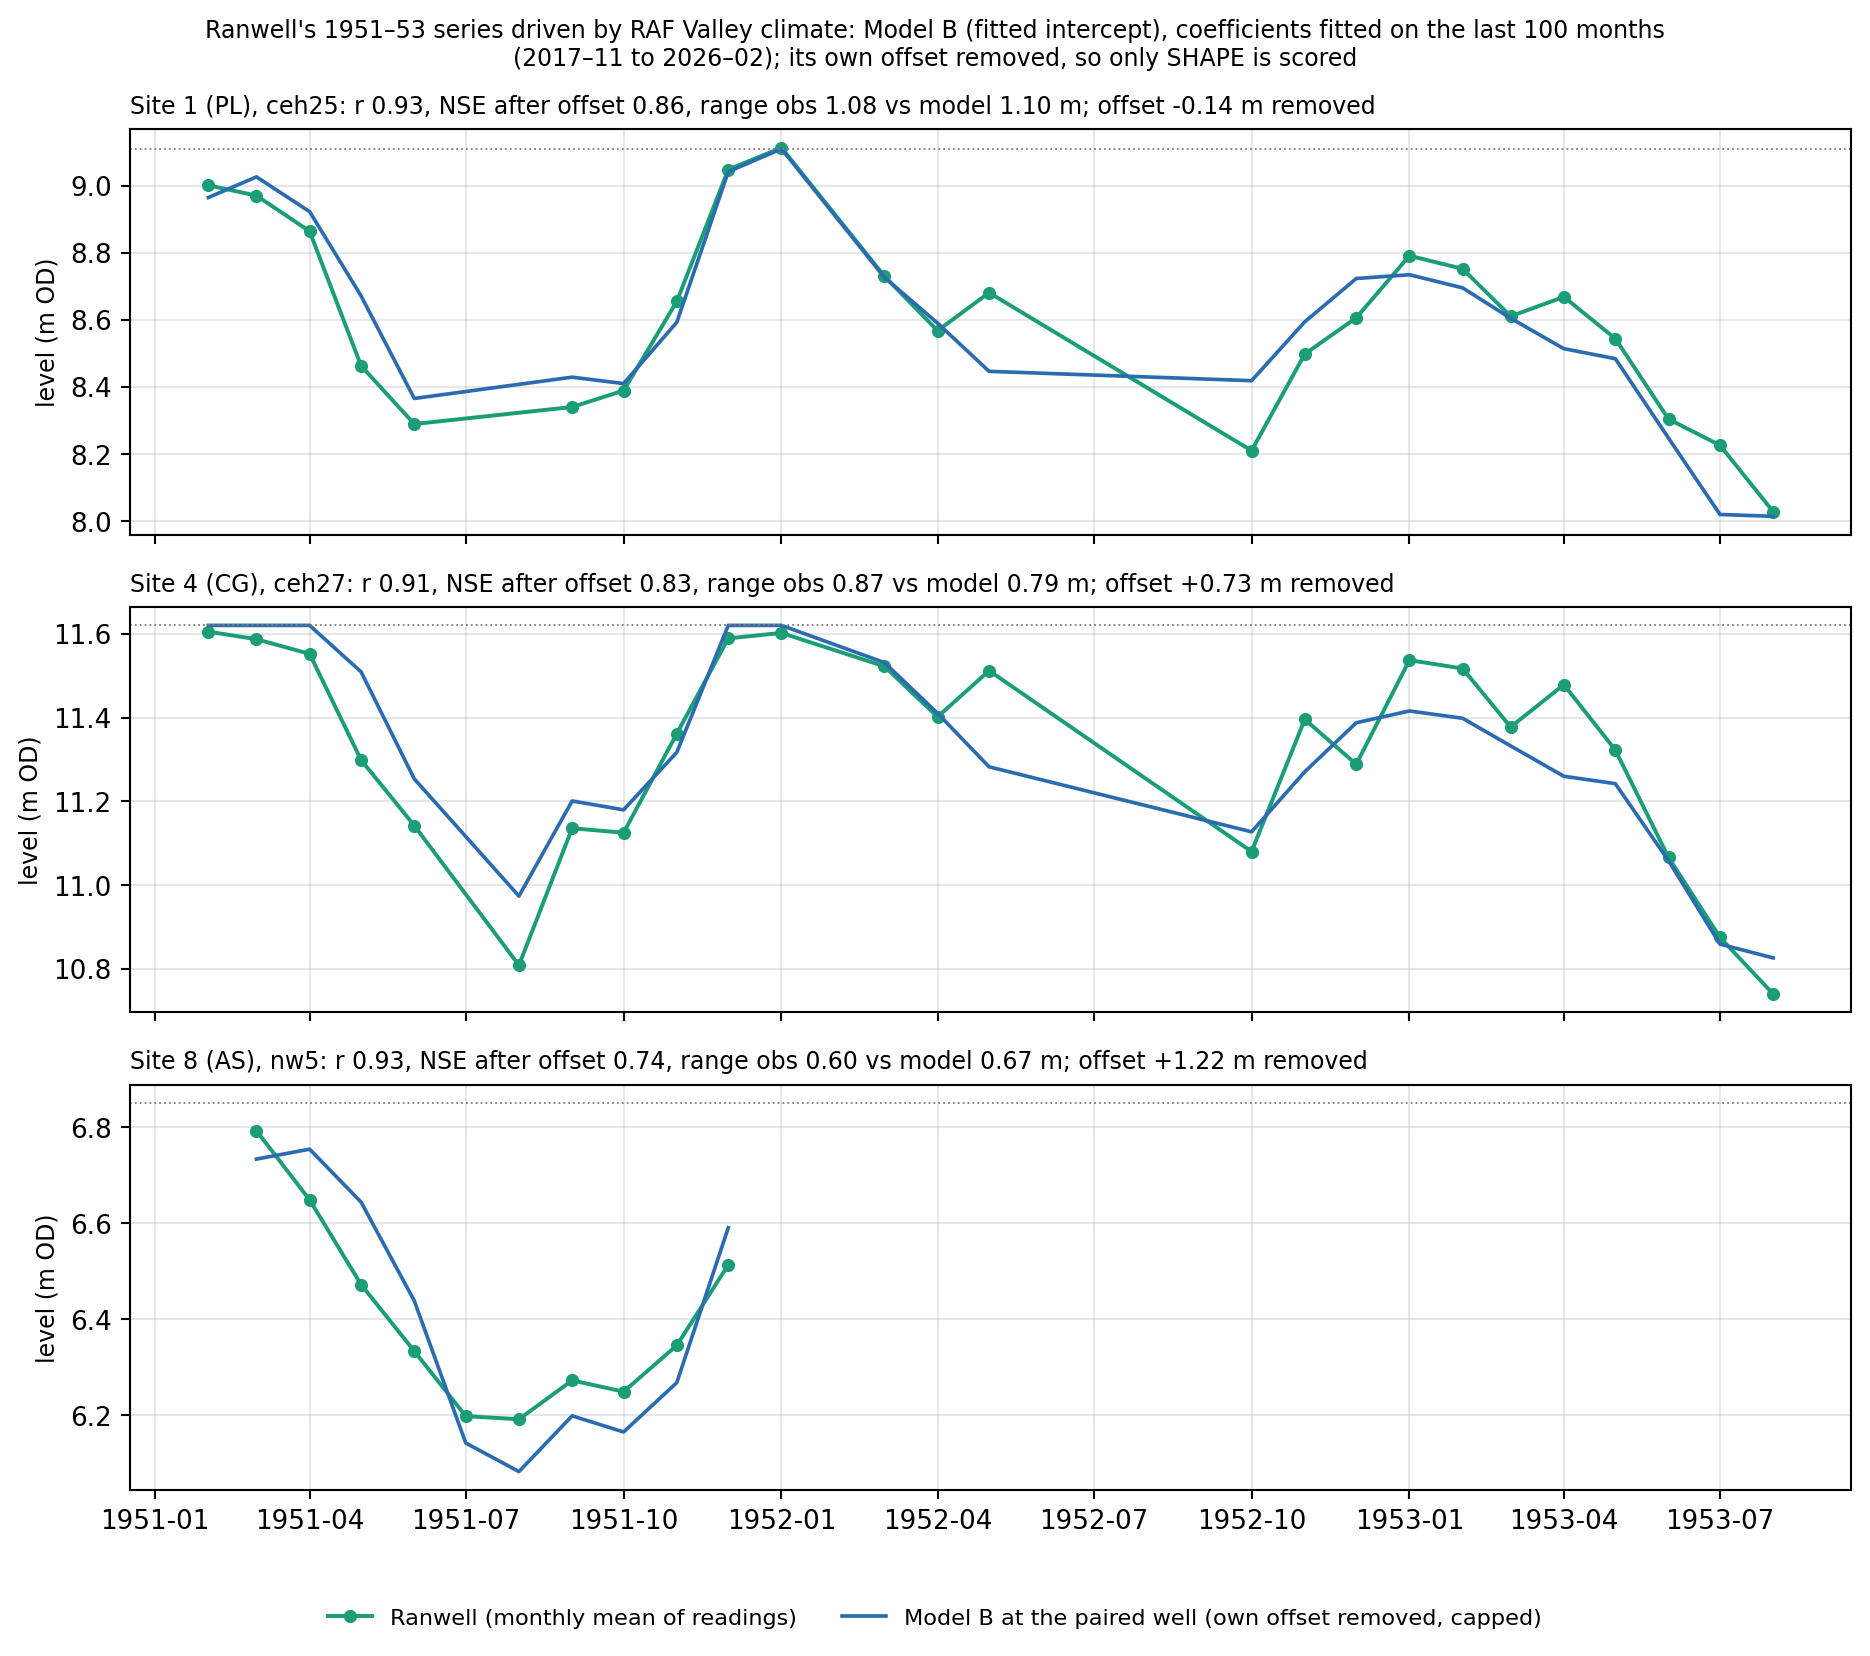 Ranwell's 1951–53 series driven by RAF Valley climate: Model B (fitted intercept), coefficients fitted on the last 100 months
(2017–11 to 2026–02); its own offset removed, so only SHAPE is scored
Site 1 (PL), ceh25: r 0.93, NSE after offset 0.86, range obs 1.08 vs model 1.10 m; offset -0.14 m removed
level (m OD)
9.0
8.8
8.6
8.4
8.2
8.0
Site 4 (CG), ceh27: r 0.91, NSE after offset 0.83, range obs 0.87 vs model 0.79 m; offset +0.73 m removed
level (m OD)
11.6
11.4
11.2
11.0
10.8
Site 8 (AS), nw5: r 0.93, NSE after offset 0.74, range obs 0.60 vs model 0.67 m; offset +1.22 m removed
level (m OD)
6.8
6.6
6.4
6.2
1951-01 1951-04 1951-07 1951-10 1952-01 1952-04 1952-07 1952-10 1953-01 1953-04 1953-07
Ranwell (monthly mean of readings) Model B at the paired well (own offset removed, capped)